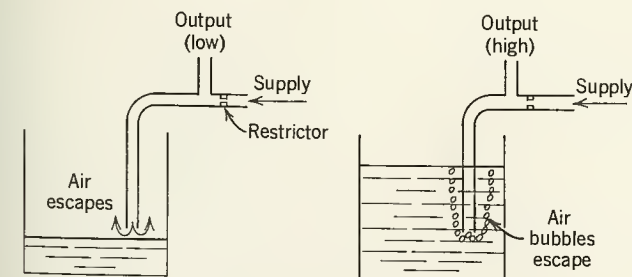 Output
(low)
Supply
Restrictor
Air
escapes
Output
(high)
Supply
Air
bubbles
escape